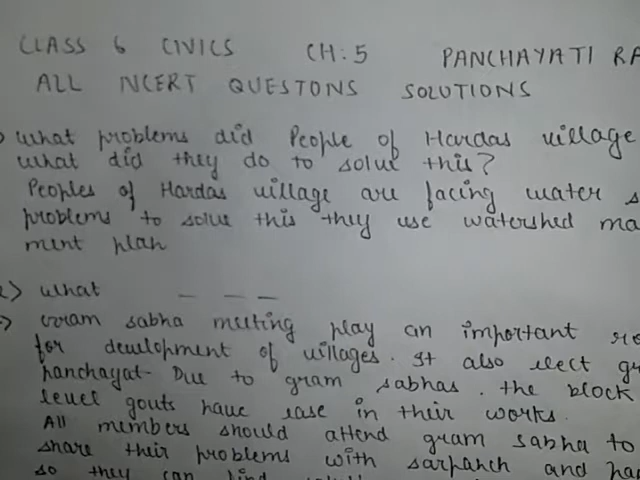 CLASS 6 CIVICS CH:5 PANCHAYATI RA
ALL NCERT QUESTONS SOLUTIONS
What problems did People of Hardas village
what did they do to solve this?
Peoples of Hardas village are facing water s
problems to solve this they use watershed ma
ment plan
What _ _ _
Gram sabha meeting play an important ro
for development of villages. It also elect gr
panchayat. Due to gram sabhas. the block
level govts have ease in their works.
All members should attend gram sabha to
share their problems with sarpanch and pan
so they can find